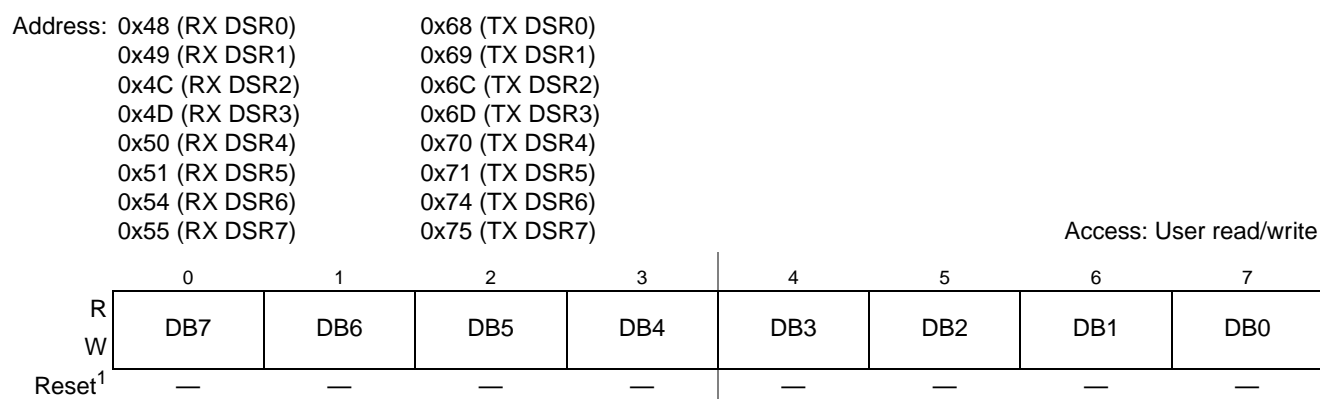 Address: 0x48 (RX DSR0) 0x68 (TX DSR0)
0x49 (RX DSR1) 0x69 (TX DSR1)
0x4C (RX DSR2) 0x6C (TX DSR2)
0x4D (RX DSR3) 0x6D (TX DSR3)
0x50 (RX DSR4) 0x70 (TX DSR4)
0x51 (RX DSR5) 0x71 (TX DSR5)
0x54 (RX DSR6) 0x74 (TX DSR6)
0x55 (RX DSR7) 0x75 (TX DSR7) Access: User read/write
0 1 2 3 4 5 6 7
R
DB7 DB6 DB5 DB4 DB3 DB2 DB1 DB0
W
Reset1 — — — — — — — —